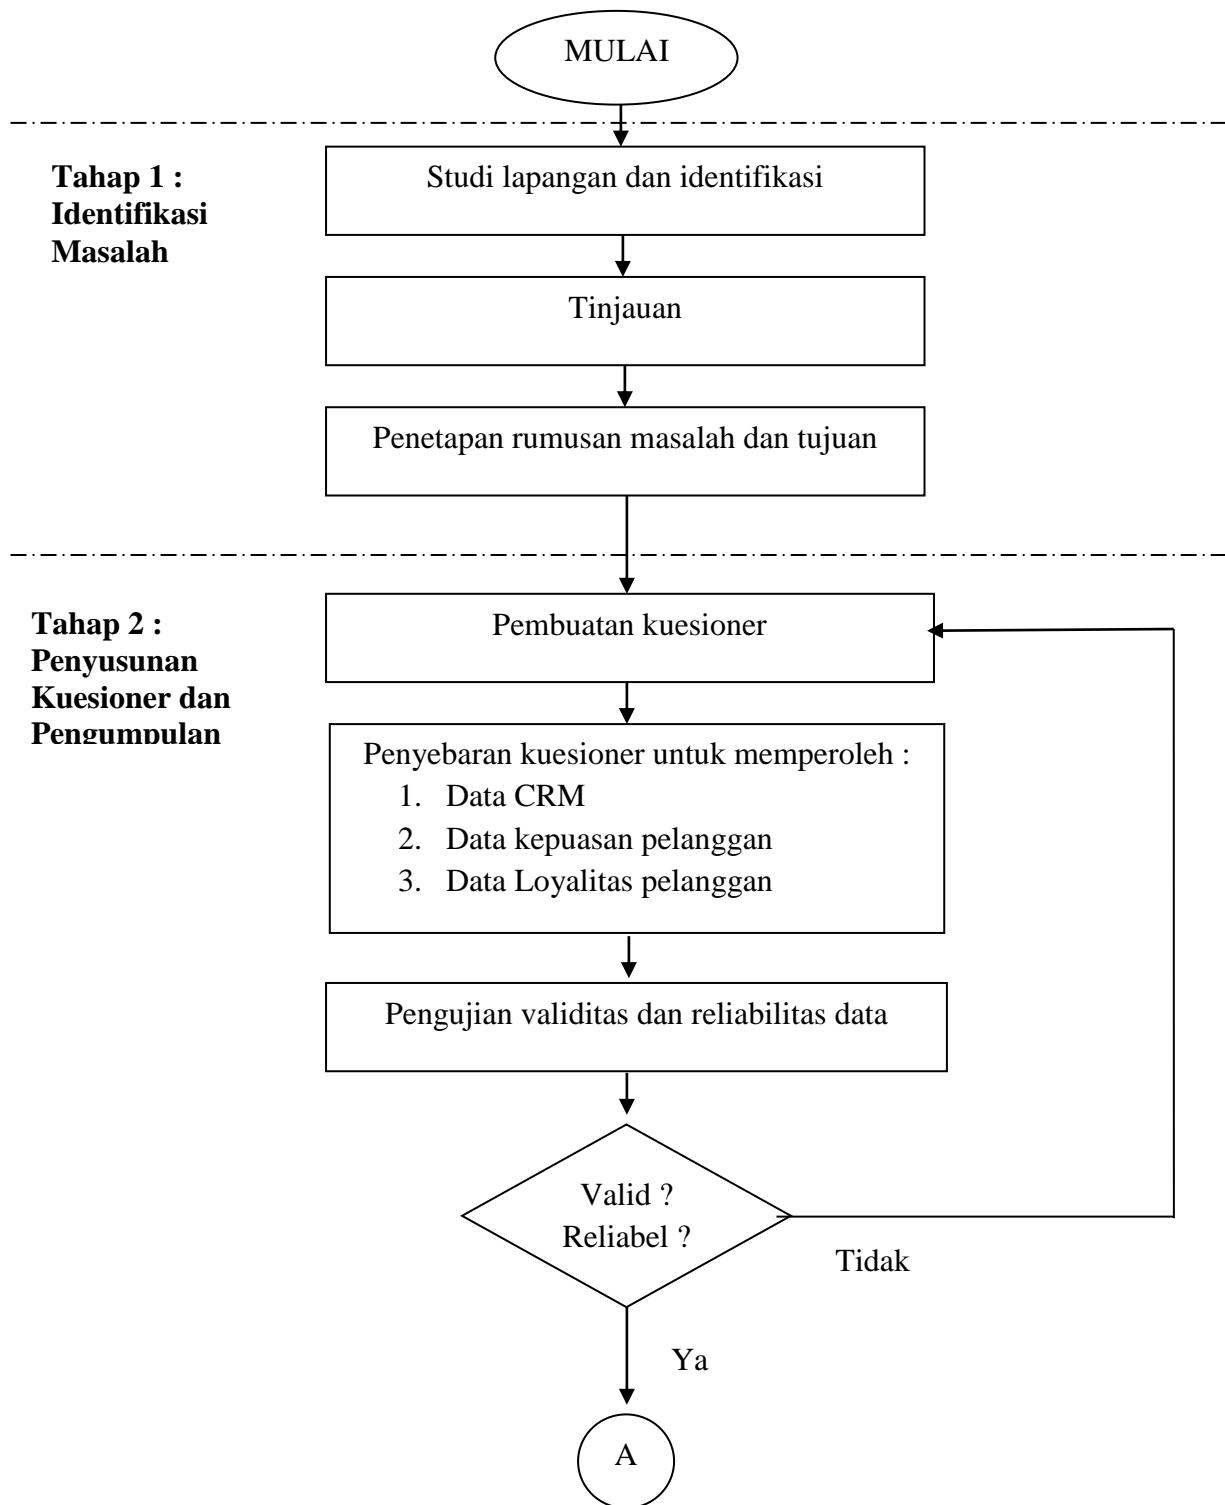 MULAI
Tahap 1 :
Identifikasi
Masalah
Studi lapangan dan identifikasi
Tinjauan
Penetapan rumusan masalah dan tujuan
Tahap 2 :
Penyusunan
Kuesioner dan
Pengumpulan
Pembuatan kuesioner
Penyebaran kuesioner untuk memperoleh :
1. Data CRM
2. Data kepuasan pelanggan
3. Data Loyalitas pelanggan
Pengujian validitas dan reliabilitas data
Valid ?
Reliabel ?
Tidak
Ya
A